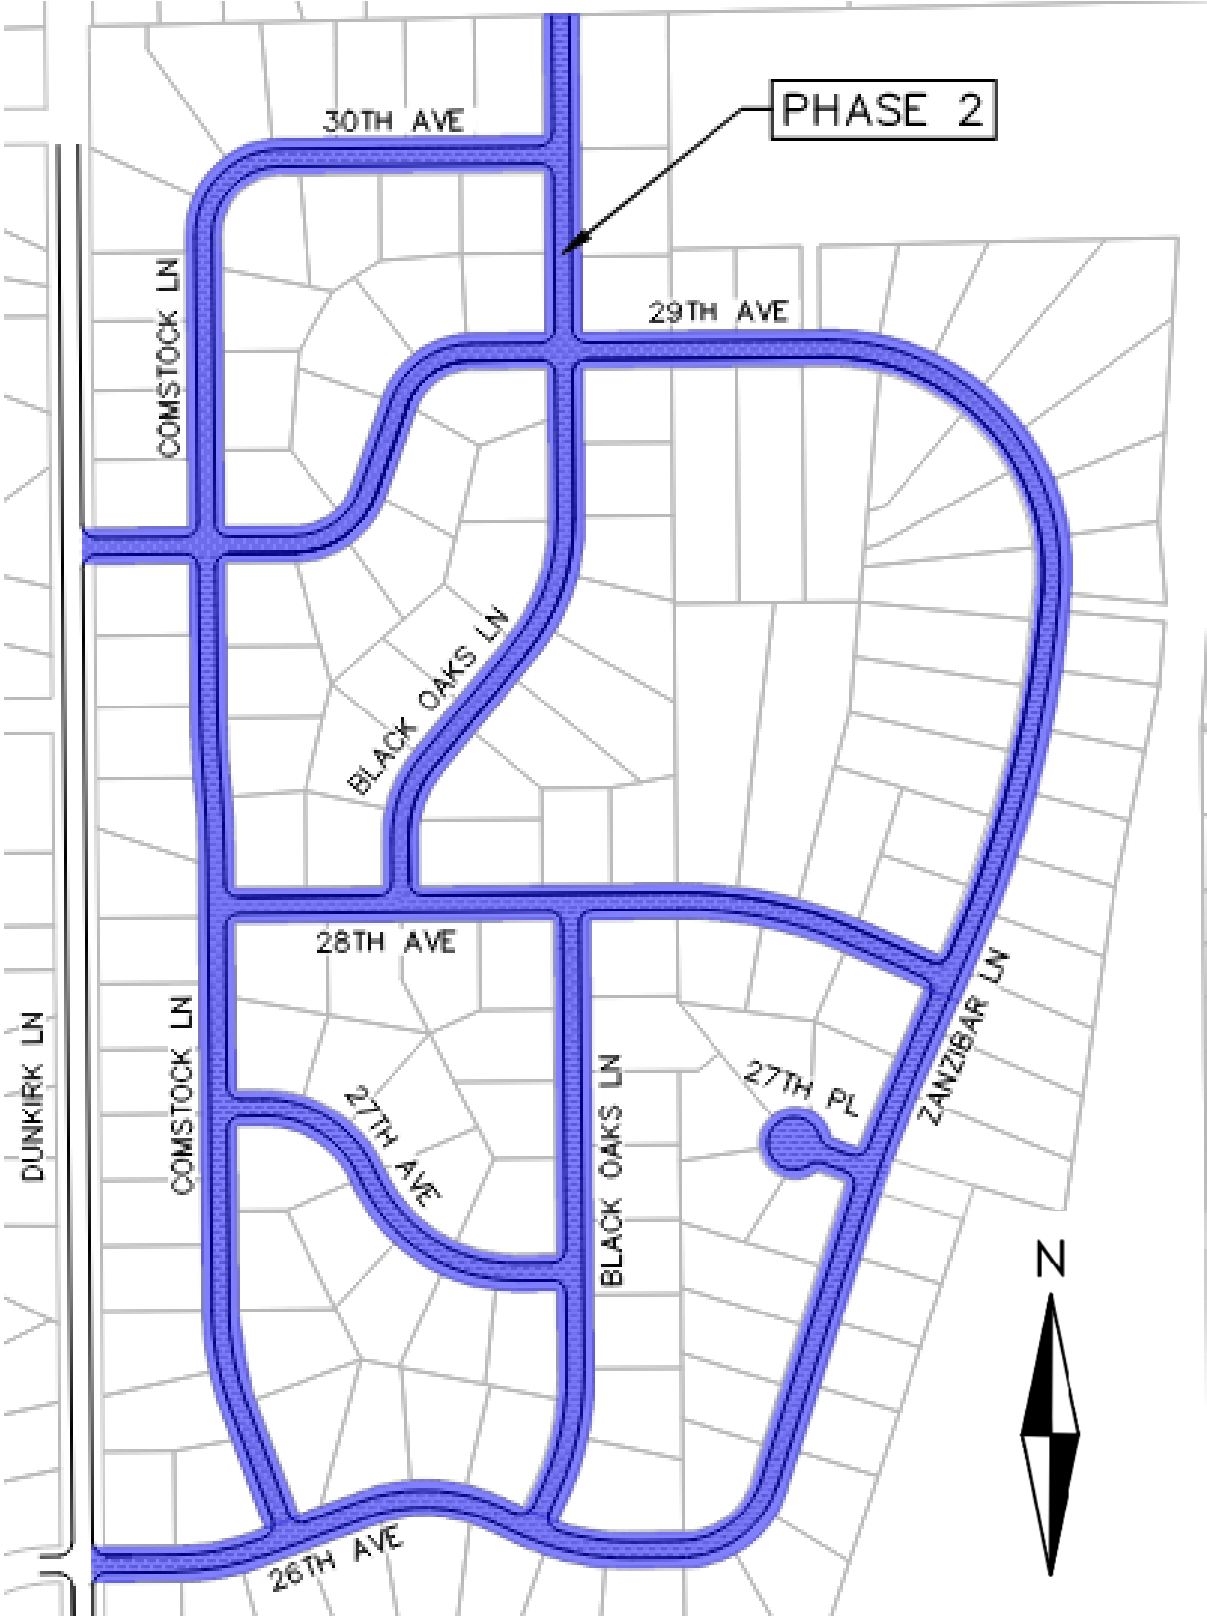 PHASE 2
30TH AVE
COMSTOCK LN
29TH AVE
BLACK OAKS LN
28TH AVE
ZANZIBAR LN
COMSTOCK LN
DUNKIRK LN
27TH AVE
BLACK OAKS LN
27TH PL
N
26TH AVE